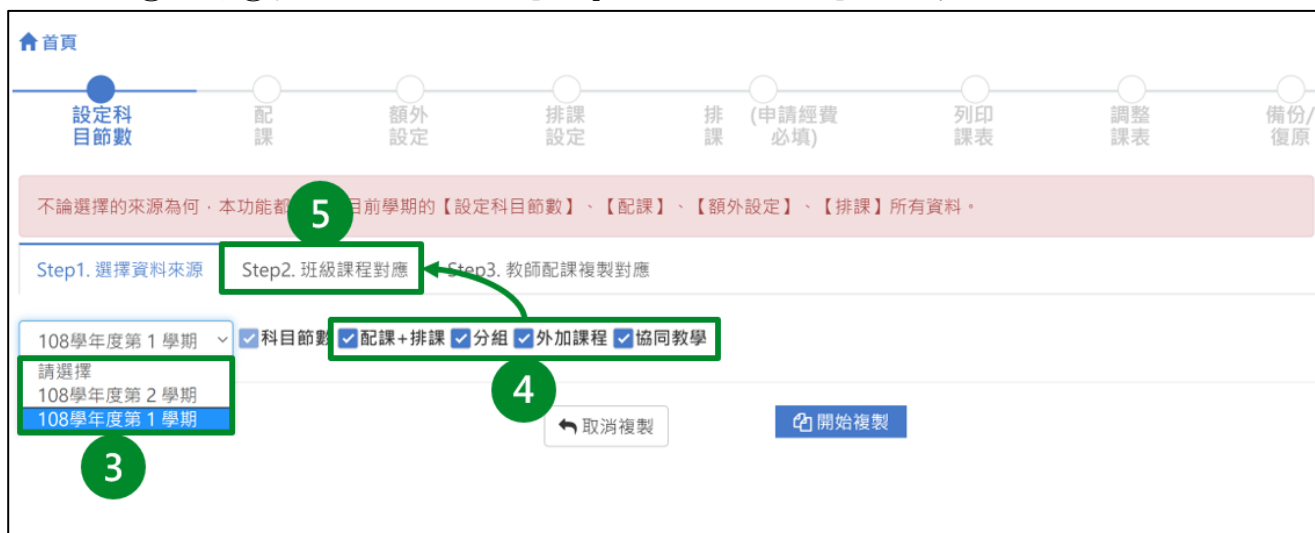 首頁
設定科
目節數
配
課
額外
設定
排課
設定
排
課
(申請經費
必填)
列印
課表
調整
課表
備份/
復原
不論選擇的來源為何，本功能都 目前學期的【設定科目節數】、【配課】、【額外設定】、【排課】所有資料。
5
Step1. 選擇資料來源 Step2. 班級課程對應 Step3. 教師配課複製對應
108學年度第 1 學期 科目節數 配課+排課 分組 外加課程 協同教學
請選擇
108學年度第 2 學期
108學年度第 1 學期
4
取消複製 開始複製
3